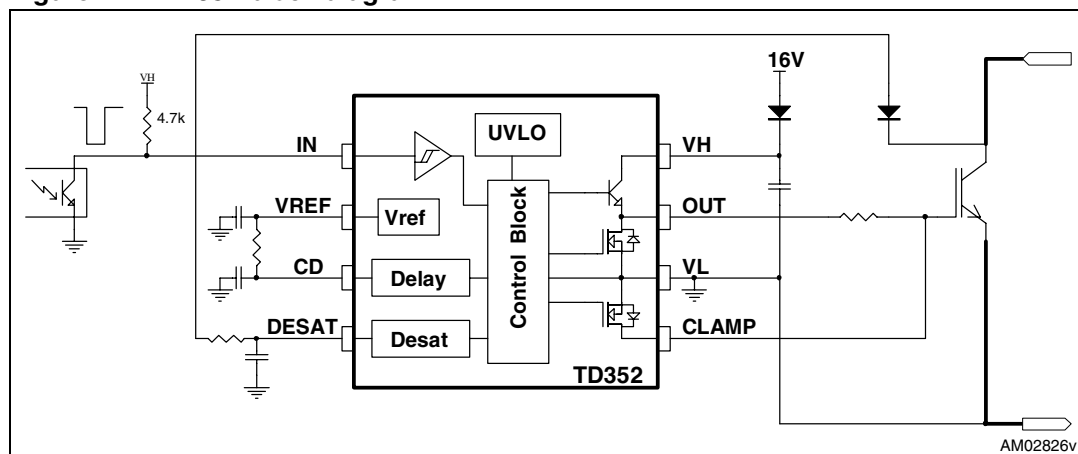 16V
VH
4.7k
UVLO
IN
VH
VREF
Vref
OUT
Control Block
CD
Delay
VL
DESAT
Desat
CLAMP
TD352
AM02826v